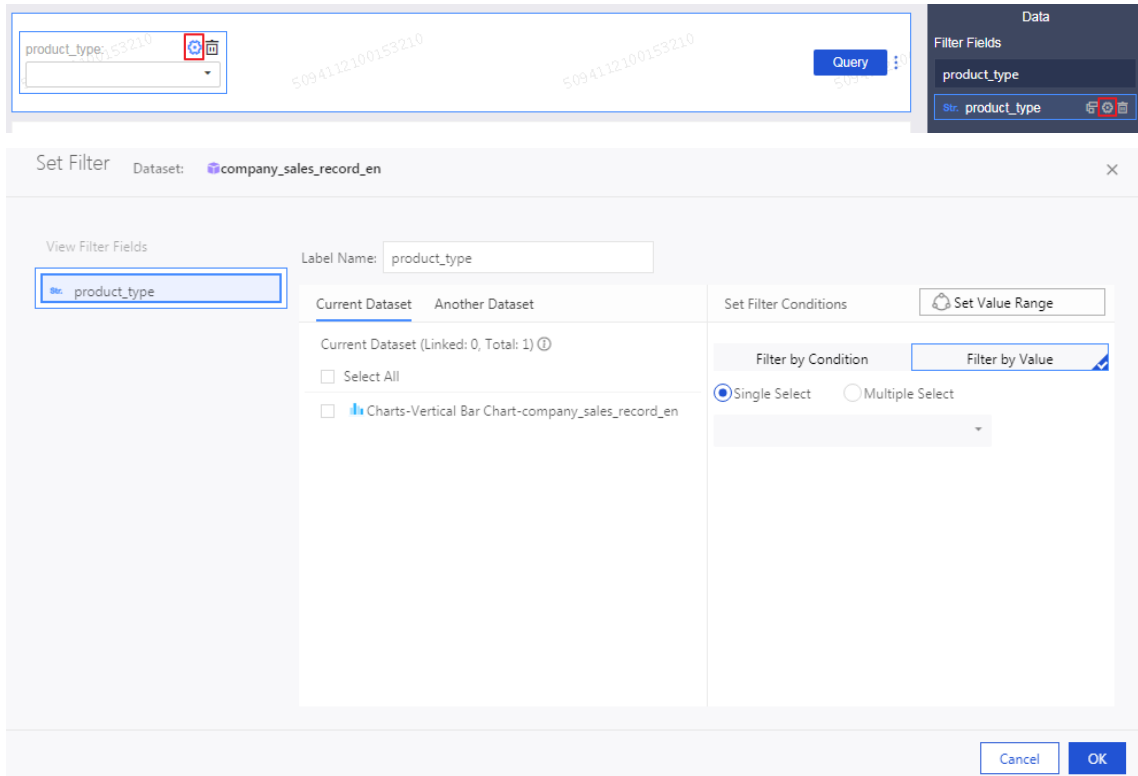 product_type:
5094112100153210
5094112100153210
Query
Data
Filter Fields
product_type
Str. product_type
Set Filter Dataset: company_sales_record_en
View Filter Fields
Str. product_type
Label Name: product_type
Current Dataset Another Dataset
Current Dataset (Linked: 0, Total: 1)
Select All
Charts-Vertical Bar Chart-company_sales_record_en
Set Filter Conditions Set Value Range
Filter by Condition Filter by Value
Single Select Multiple Select
Cancel OK